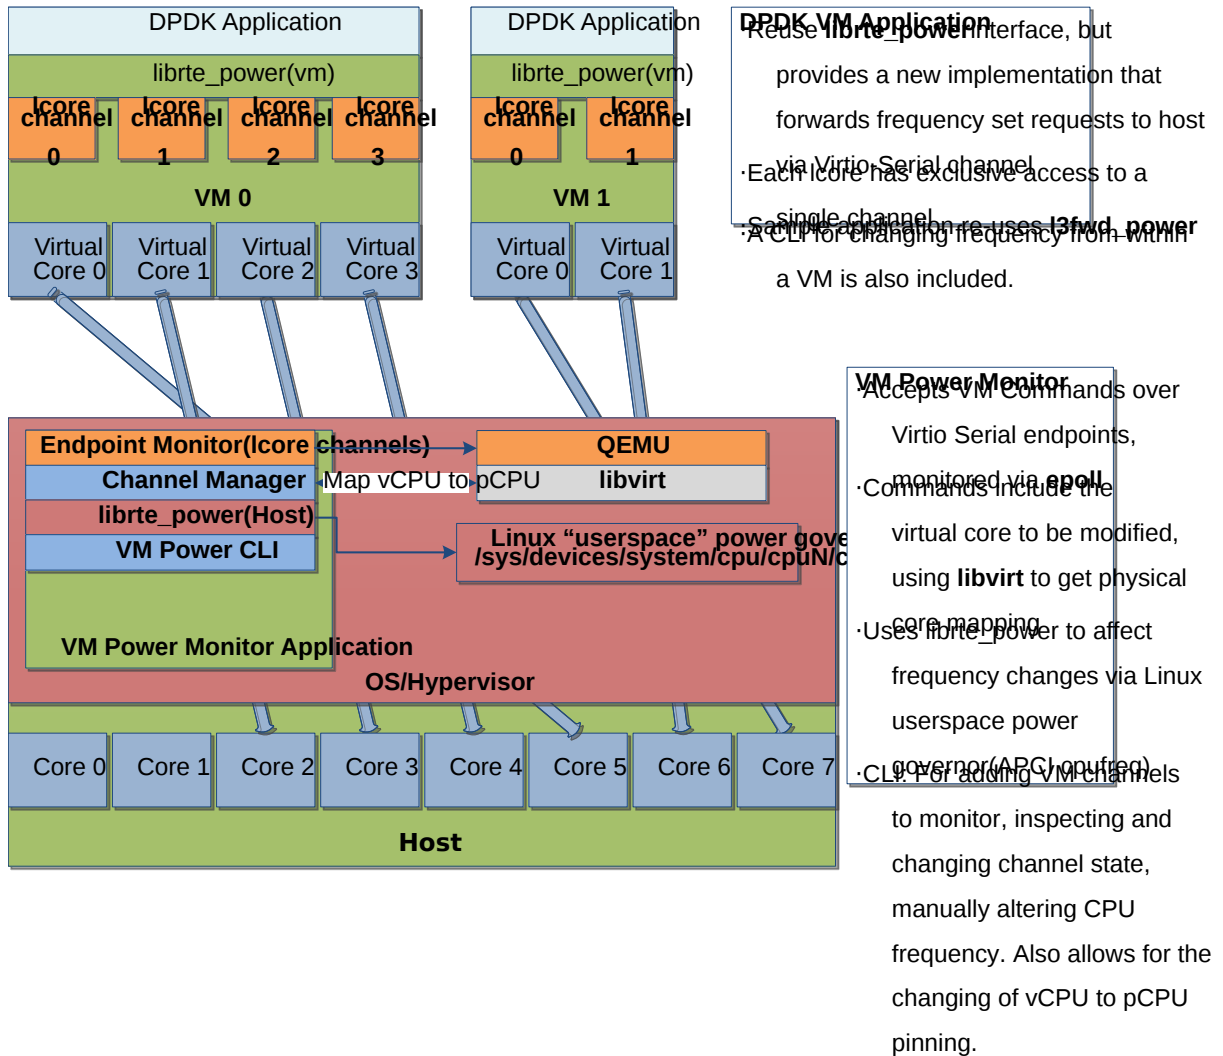 DPDK Application
librte_power(vm)
lcore channel 0
lcore channel 1
lcore channel 2
lcore channel 3
VM 0
Virtual Core 0
Virtual Core 1
Virtual Core 2
Virtual Core 3
DPDK Application
librte_power(vm)
lcore channel 0
lcore channel 1
VM 1
Virtual Core 0
Virtual Core 1
DPDK VM Application
·Reuse librte_power interface, but
provides a new implementation that
forwards frequency set requests to host
via Virtio-Serial channel
·Each lcore has exclusive access to a
single channel
·Sample application re-uses l3fwd_power
·A CLI for changing frequency from within
a VM is also included.
Endpoint Monitor(lcore channels)
Channel Manager
librte_power(Host)
VM Power CLI
VM Power Monitor Application
Map vCPU to pCPU
QEMU
libvirt
Linux “userspace” power gove
/sys/devices/system/cpu/cpuN/c
OS/Hypervisor
Core 0
Core 1
Core 2
Core 3
Core 4
Core 5
Core 6
Core 7
Host
VM Power Monitor
·Accepts VM Commands over
Virtio Serial endpoints,
monitored via epoll
·Commands include the
virtual core to be modified,
using libvirt to get physical
core mapping
·Uses librte_power to affect
frequency changes via Linux
userspace power
governor(APCI cpufreq)
·CLI: For adding VM channels
to monitor, inspecting and
changing channel state,
manually altering CPU
frequency. Also allows for the
changing of vCPU to pCPU
pinning.